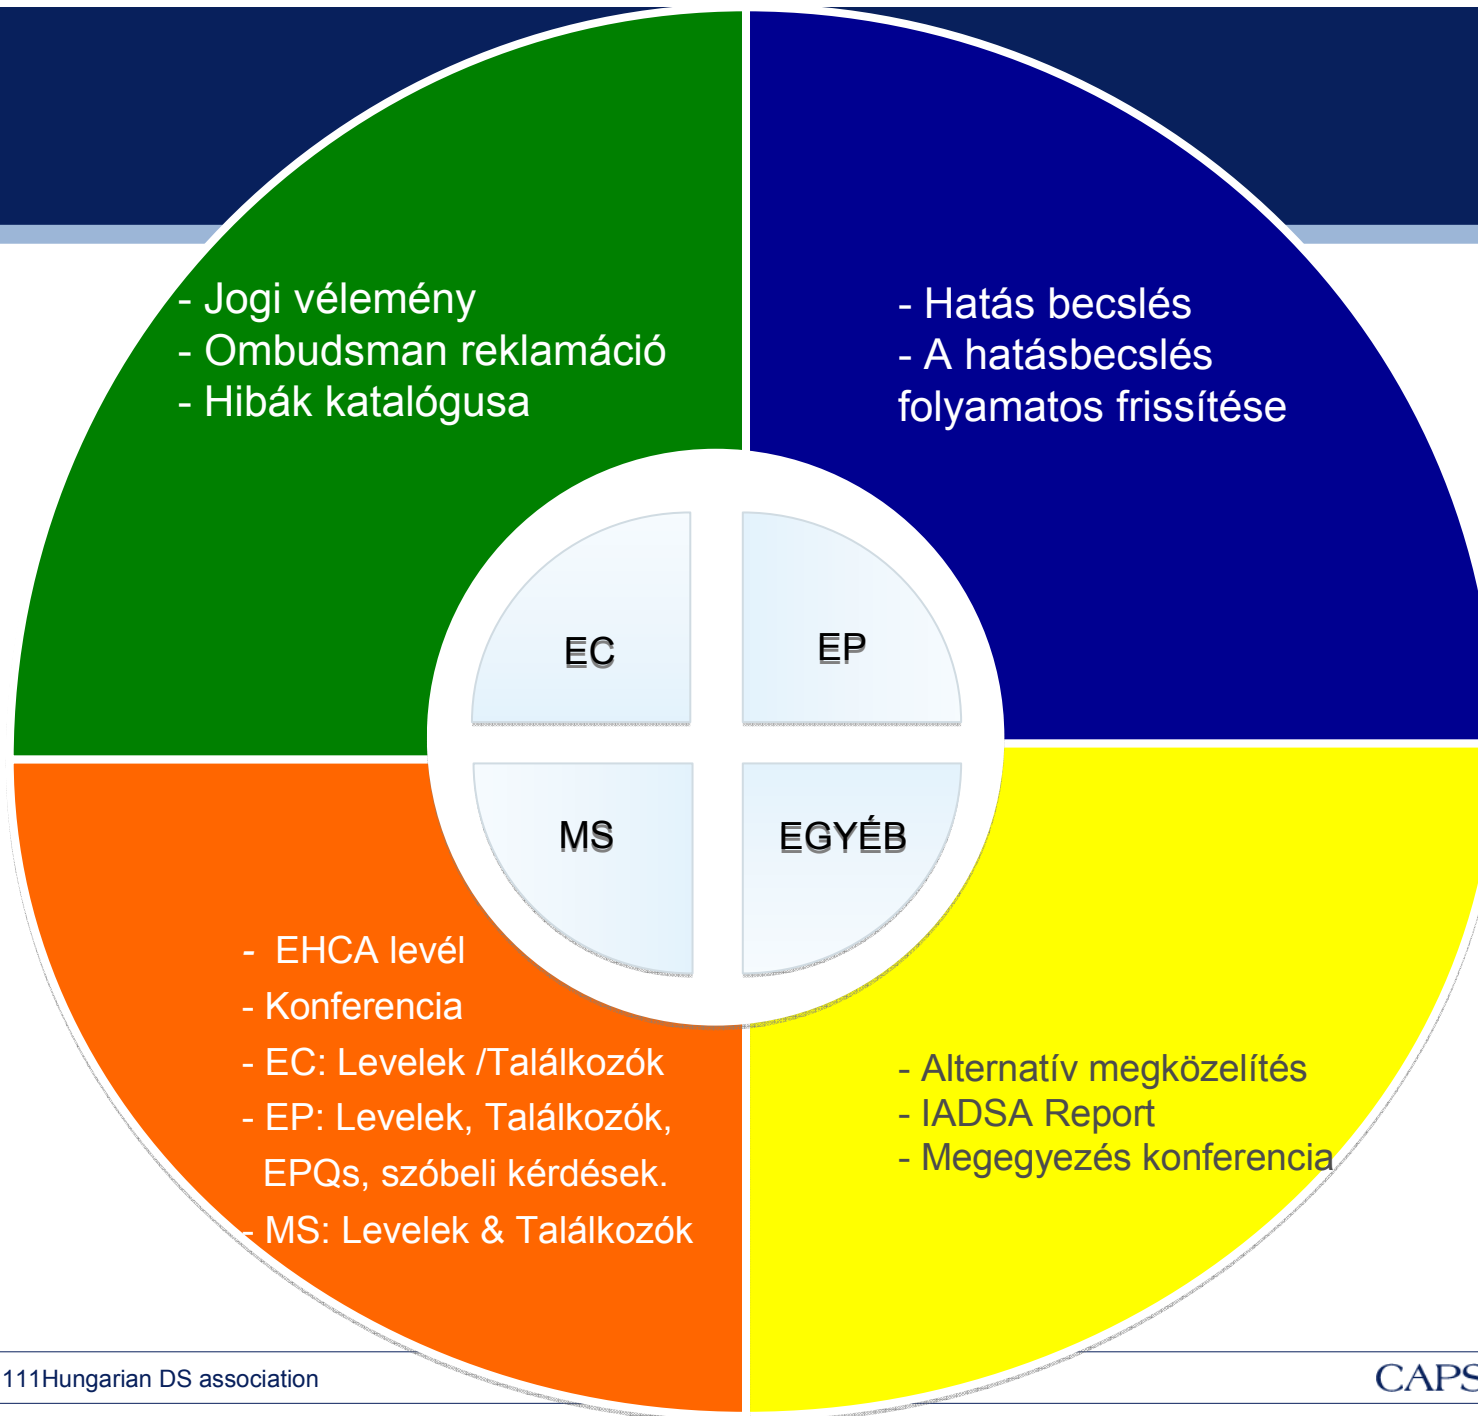 - Jogi vélemény
- Ombudsman reklamáció
- Hibák katalógusa
- Hatás becslés
- A hatásbecslés
folyamatos frissítése
EC
EP
MS
EGYÉB
- EHCA levél
- Konferencia
- EC: Levelek /Találkozók
- EP: Levelek, Találkozók,
EPQs, szóbeli kérdések.
- MS: Levelek & Találkozók
- Alternatív megközelítés
- IADSA Report
- Megegyezés konferencia
111Hungarian DS association
CAPS